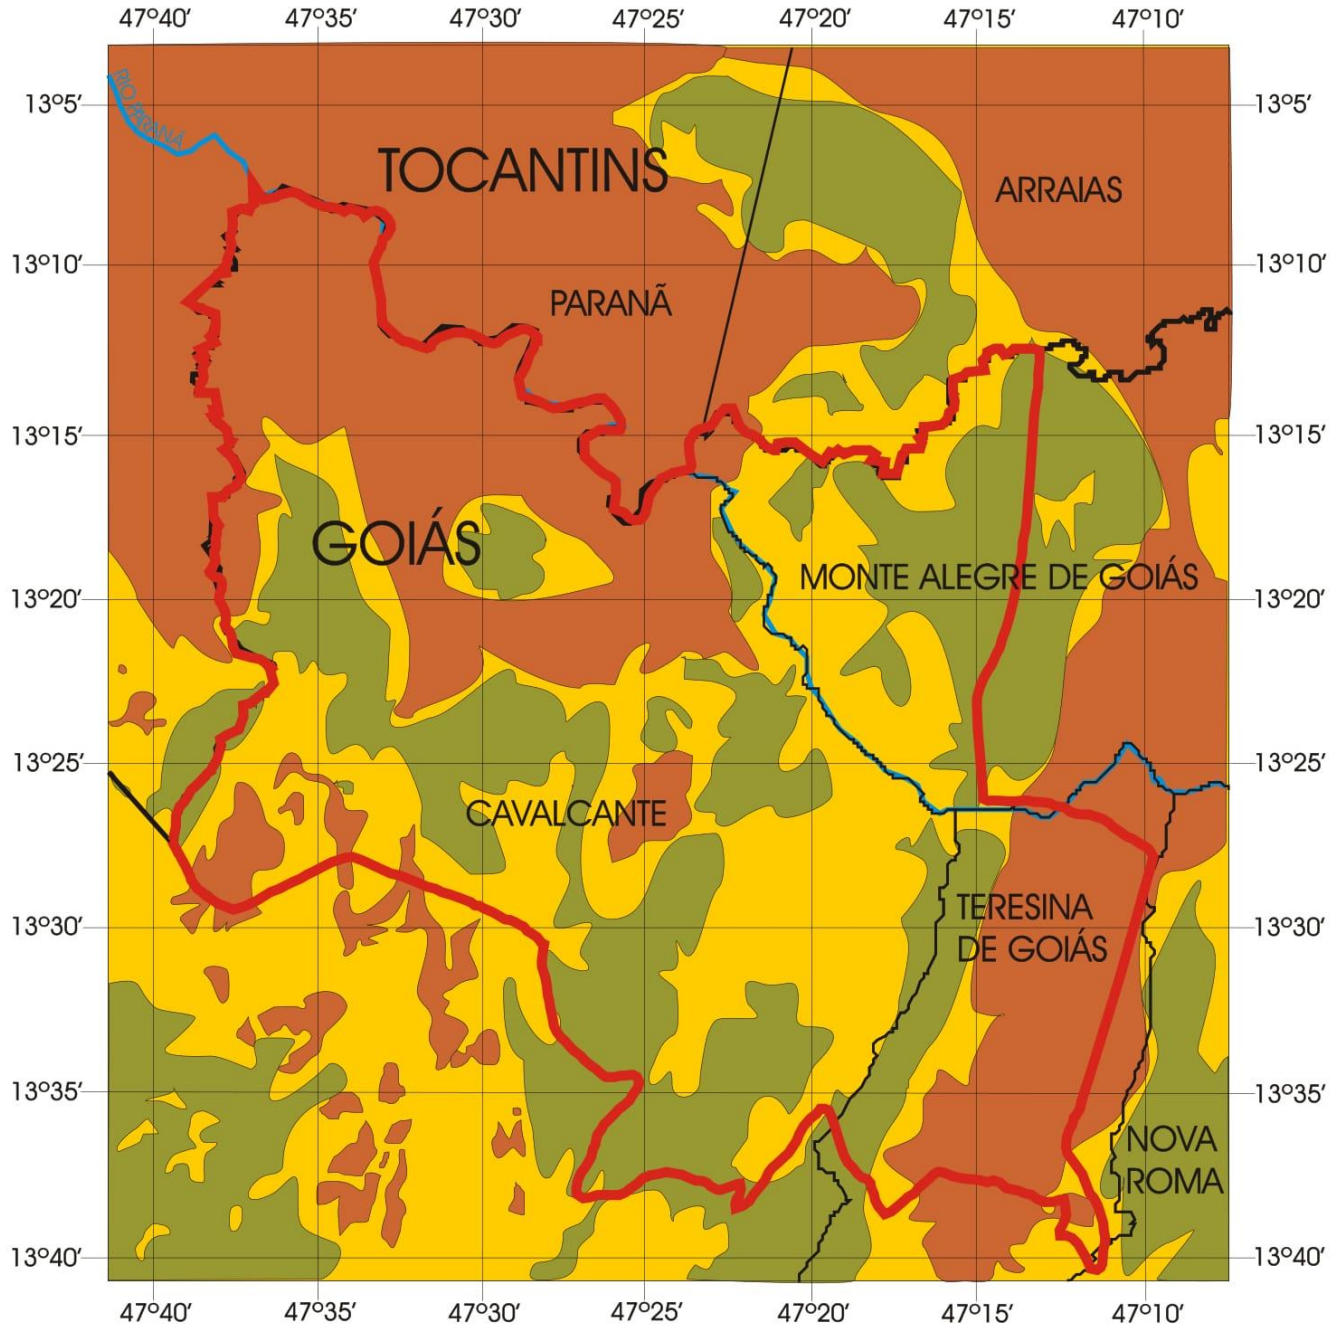 47°40′ 47°35′ 47°30′ 47°25′ 47°20′ 47°15′ 47°10′
RIO PARANÃ
13°5′ 13°5′
TOCANTINS
ARRAIAS
13°10′ 13°10′
PARANÃ
13°15′ 13°15′
GOIÁS
MONTE ALEGRE DE GOIÁS
13°20′ 13°20′
13°25′ 13°25′
CAVALCANTE
TERESINA
DE GOIÁS
13°30′ 13°30′
13°35′ 13°35′
NOVA
ROMA
13°40′ 13°40′
47°40′ 47°35′ 47°30′ 47°25′ 47°20′ 47°15′ 47°10′